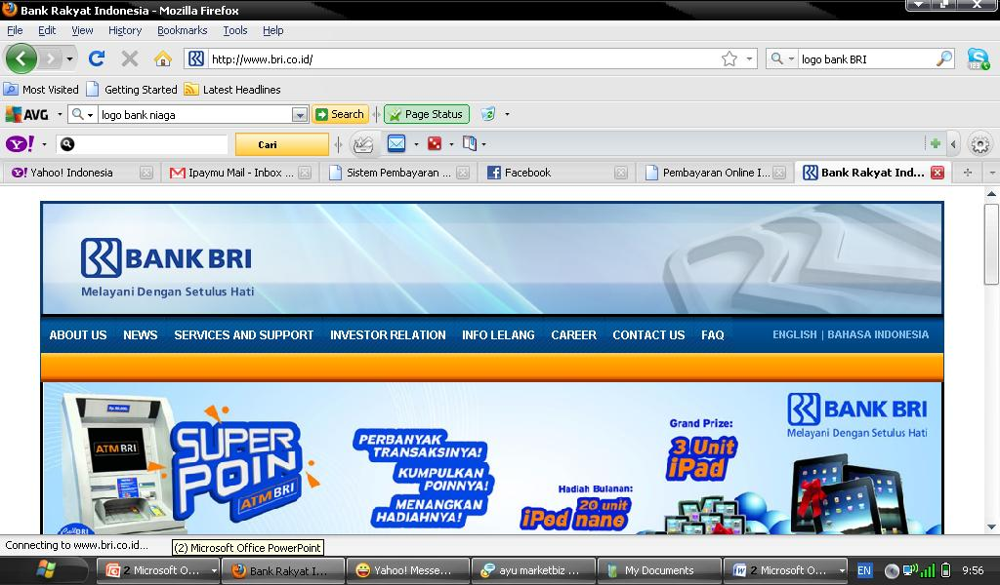 Bank Rakyat Indonesia - Mozilla Firefox
File Edit View History Bookmarks Tools Help
http://www.bri.co.id/ logo bank BRI
Most Visited Getting Started Latest Headlines
AVG logo bank niaga Search Page Status
Y! Cari
Yahoo! Indonesia Ipaymu Mail - Inbox ... Sistem Pembayaran ... Facebook Pembayaran Online I... Bank Rakyat Ind...
BANK BRI
Melayani Dengan Setulus Hati
ABOUT US NEWS SERVICES AND SUPPORT INVESTOR RELATION INFO LELANG CAREER CONTACT US FAQ ENGLISH | BAHASA INDONESIA
ATM BRI
SUPER
POIN
ATM BRI
PERBANYAK
TRANSAKSINYA!
KUMPULKAN
POINNYA!
MENANGKAN
HADIAHNYA!
Hadiah Bulanan:
20 unit
iPod nano
Grand Prize:
3 Unit
iPad
BANK BRI
Melayani Dengan Setulus Hati
Connecting to www.bri.co.id...
(2) Microsoft Office PowerPoint
2 Microsoft O... Bank Rakyat I... Yahoo! Messe... ayu marketbiz ... My Documents 2 Microsoft O... EN 9:56